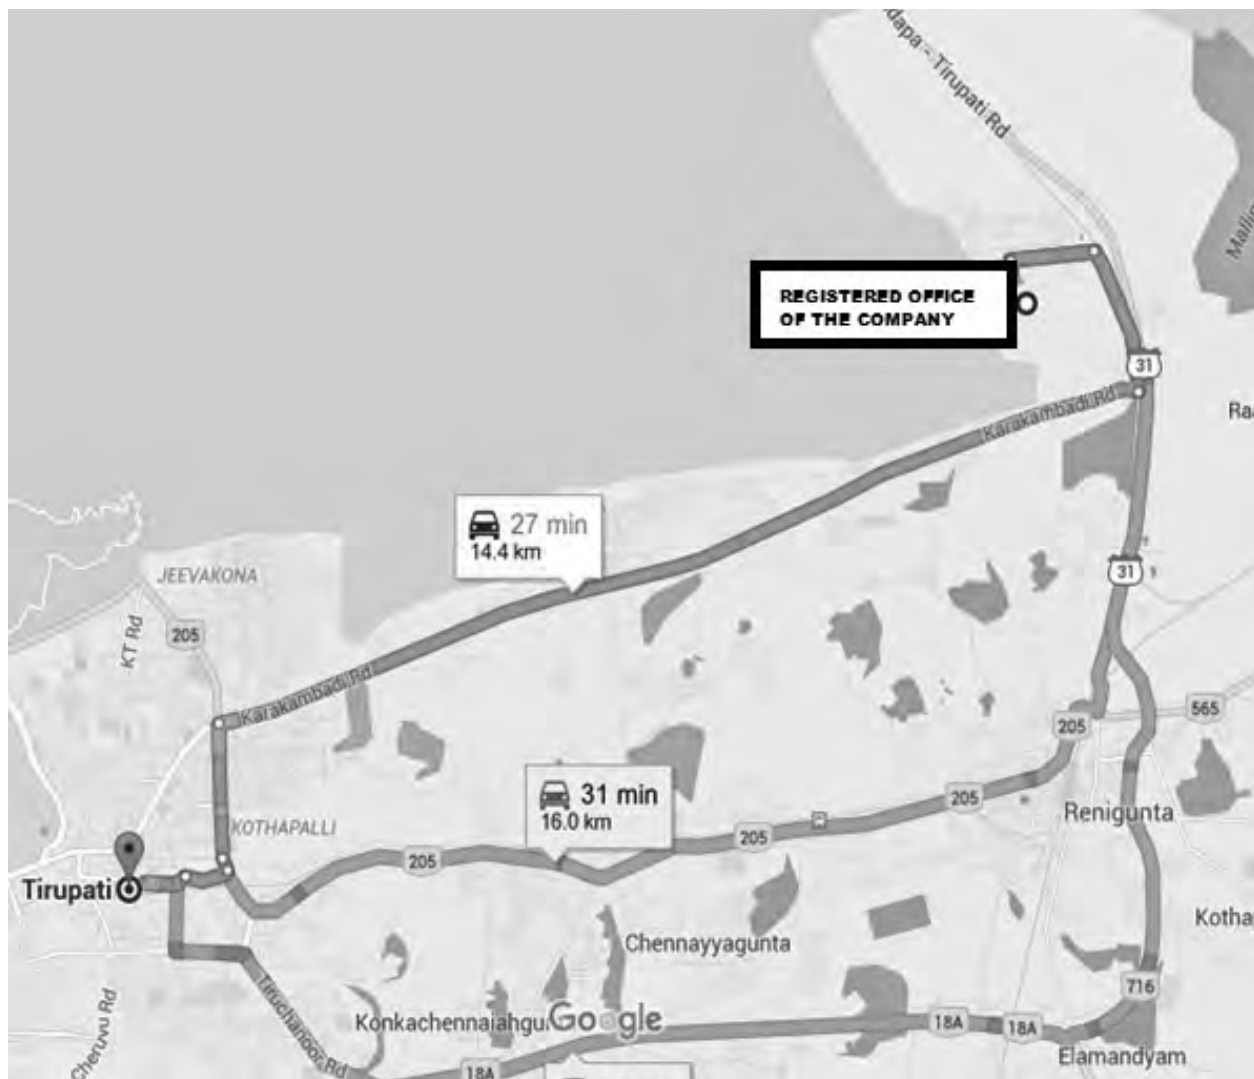 dapa - Tirupati Rd
Mallim
REGISTERED OFFICE
OF THE COMPANY
31
Karakambadi Rd
Raa
27 min
14.4 km
JEEVAKONA
31
KT Rd
205
Karakambadi Rd
565
205
31 min
16.0 km
205
Renigunta
KOTHAPALLI
205
205
Tirupati
Kotha
Chennayyagunta
716
Tiruchanoor Rd
Cheruvu Rd
Konkachennaiahgu
Google
18A
18A
Elamandyam
18A